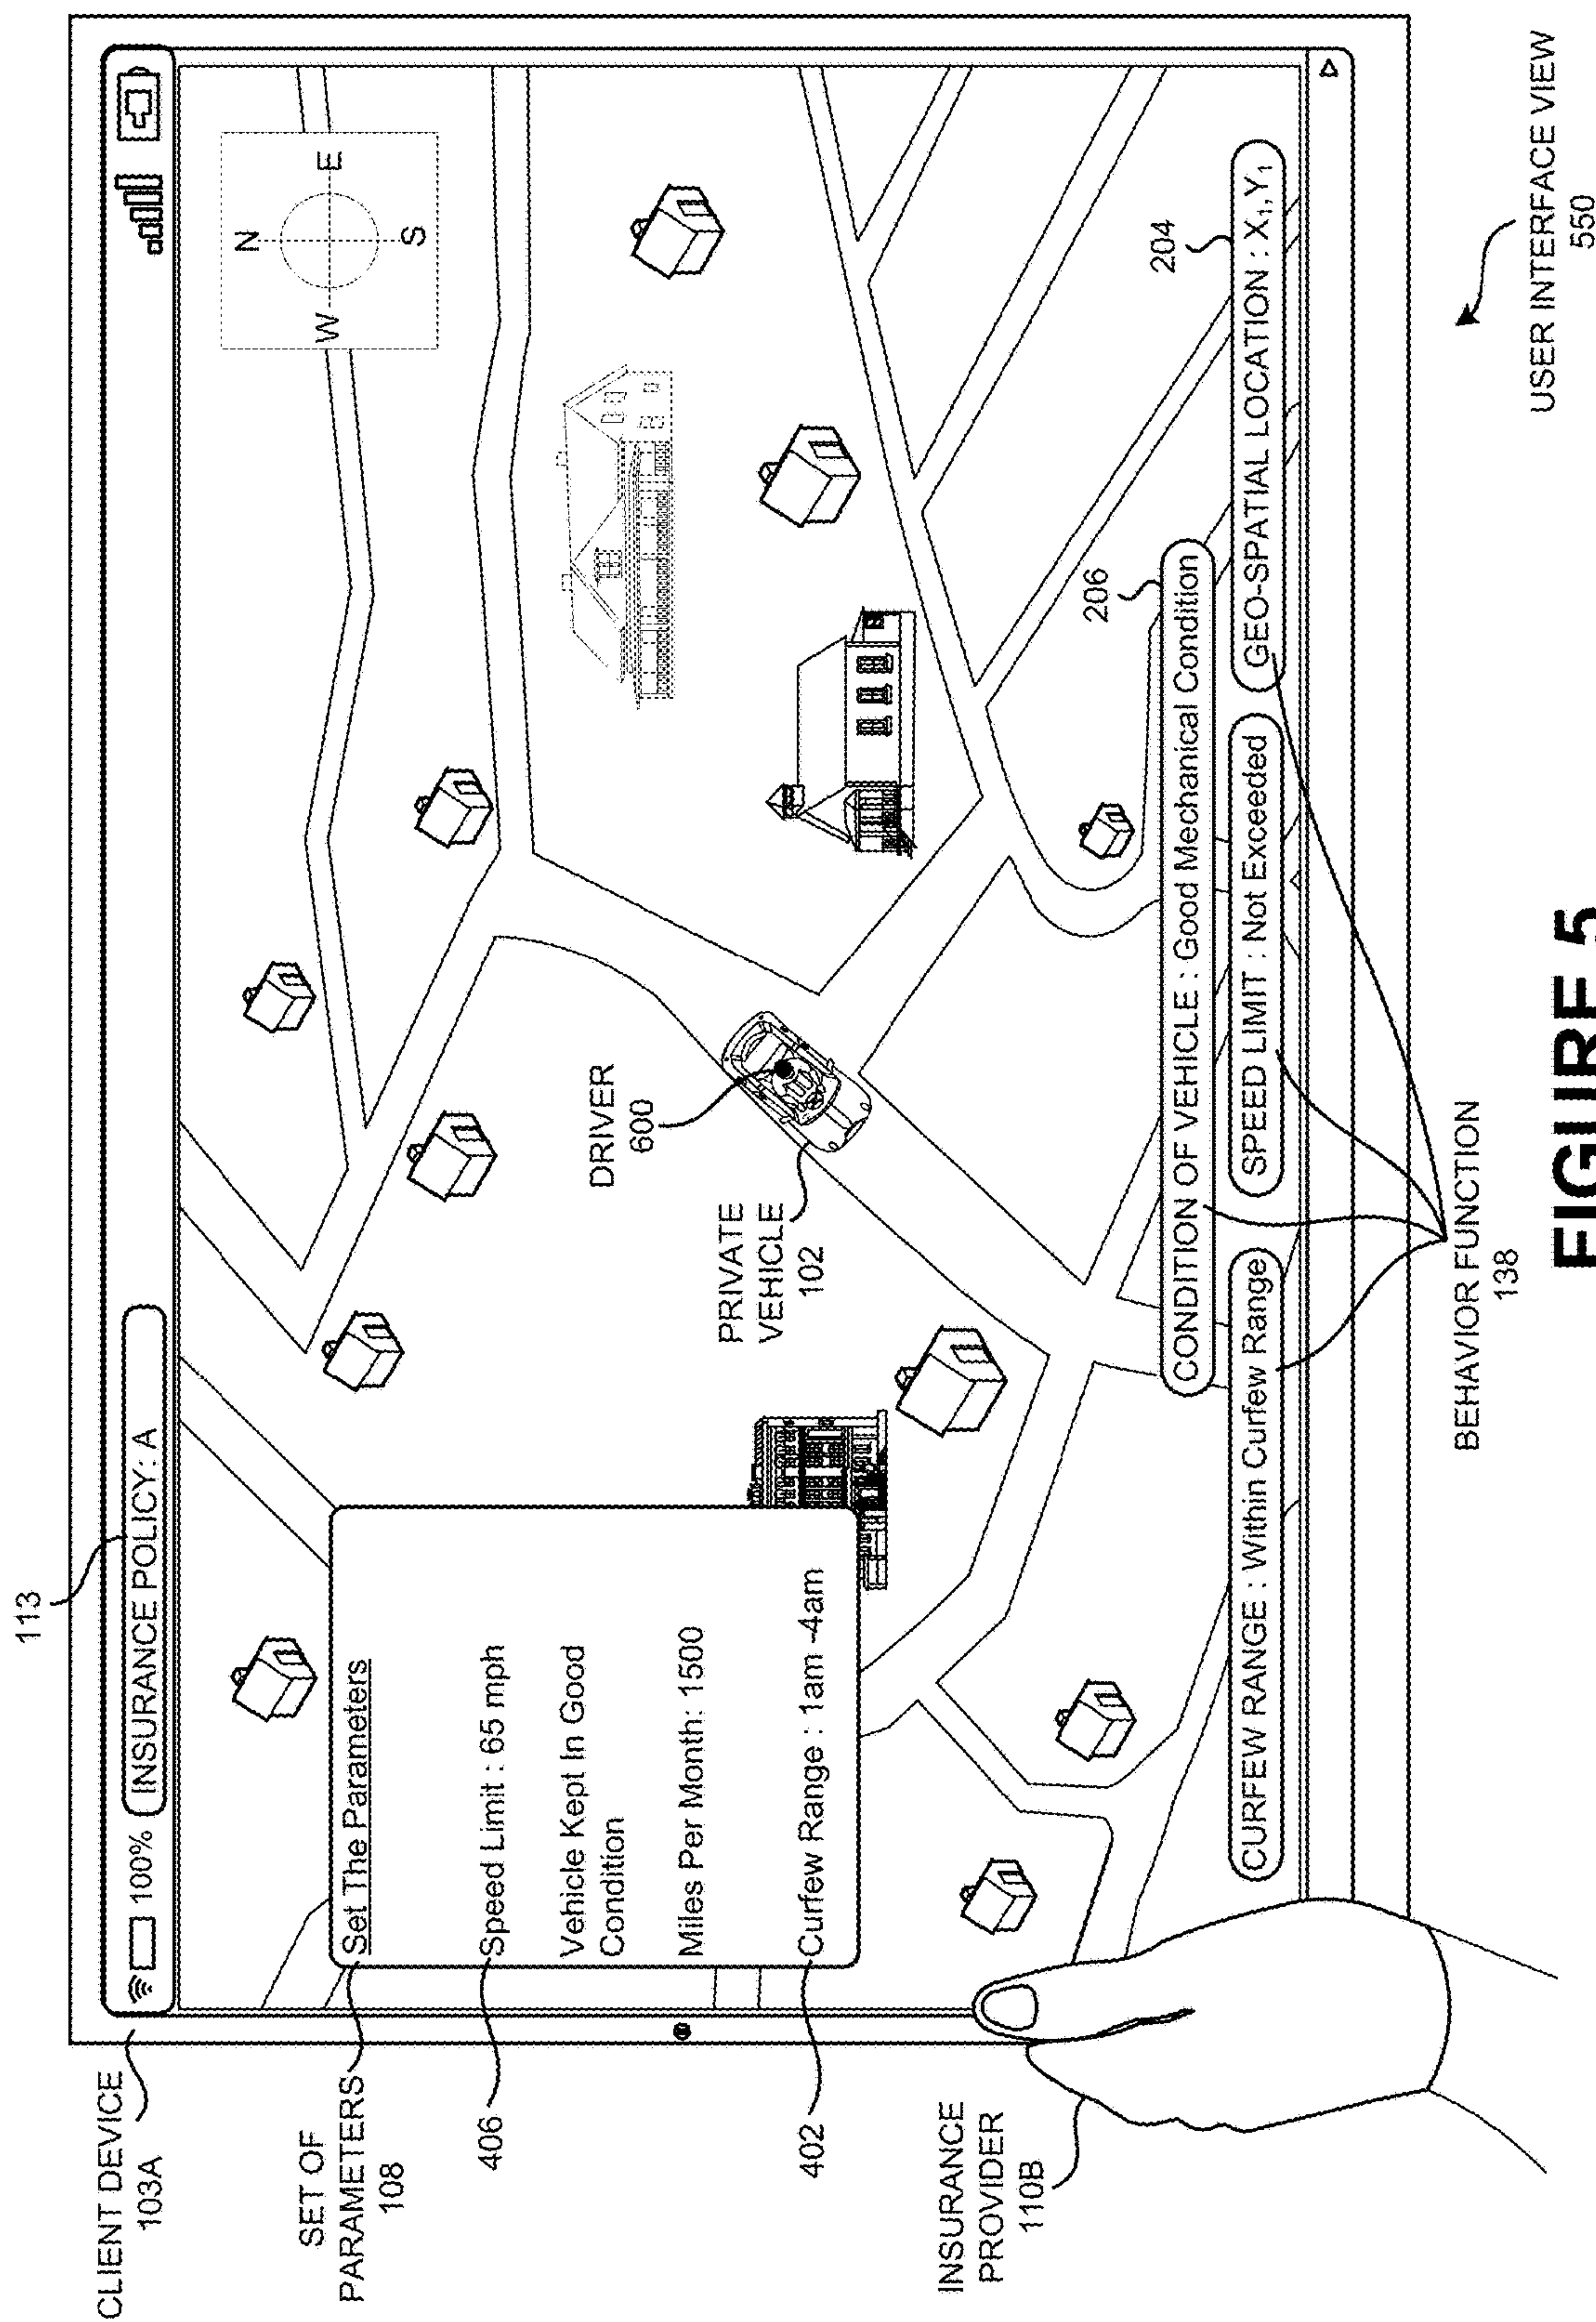 113
CLIENT DEVICE
103A
100%
INSURANCE POLICY: A
N
W
E
S
SET OF
PARAMETERS
108
Set The Parameters
406
Speed Limit : 65 mph
Vehicle Kept In Good
Condition
Miles Per Month: 1500
402
Curfew Range : 1am -4am
DRIVER
600
PRIVATE
VEHICLE
102
INSURANCE
PROVIDER
110B
206
204
CONDITION OF VEHICLE : Good Mechanical Condition
CURFEW RANGE : Within Curfew Range
SPEED LIMIT : Not Exceeded
GEO-SPATIAL LOCATION : X1,Y1
BEHAVIOR FUNCTION
138
USER INTERFACE VIEW
550
FIGURE 5